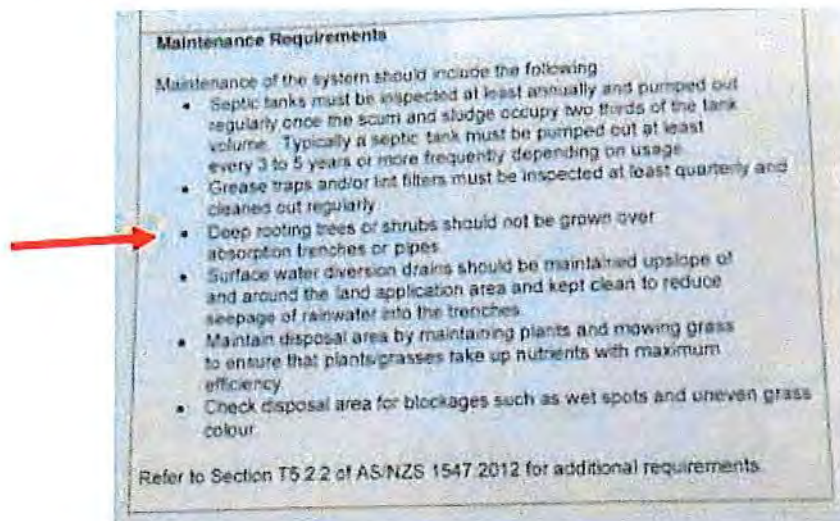 Maintenance Requirements
Maintenance of the system should include the following
• Septic tanks must be inspected at least annually and pumped out
regularly once the scum and sludge occupy two thirds of the tank
volume. Typically a septic tank must be pumped out at least
every 3 to 5 years or more frequently depending on usage
• Grease traps and/or lint filters must be inspected at least quarterly and
cleaned out regularly
• Deep rooting trees or shrubs should not be grown over
absorption trenches or pipes
• Surface water diversion drains should be maintained upslope of
and around the land application area and kept clean to reduce
seepage of rainwater into the trenches
• Maintain disposal area by maintaining plants and mowing grass
to ensure that plants/grasses take up nutrients with maximum
efficiency
• Check disposal area for blockages such as wet spots and uneven grass
colour
Refer to Section T5.2.2 of AS/NZS 1547:2012 for additional requirements.